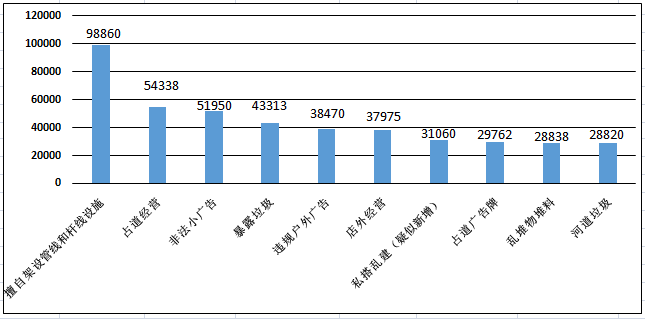 120000
100000
80000
60000
40000
20000
0
98860
54338
51950
43313
38470
37975
31060
29762
28838
28820
擅自架设管线和杆线设施
占道经营
非法小广告
暴露垃圾
违规户外广告
店外经营
私搭乱建（疑似新增）
占道广告牌
乱堆物堆料
河道垃圾